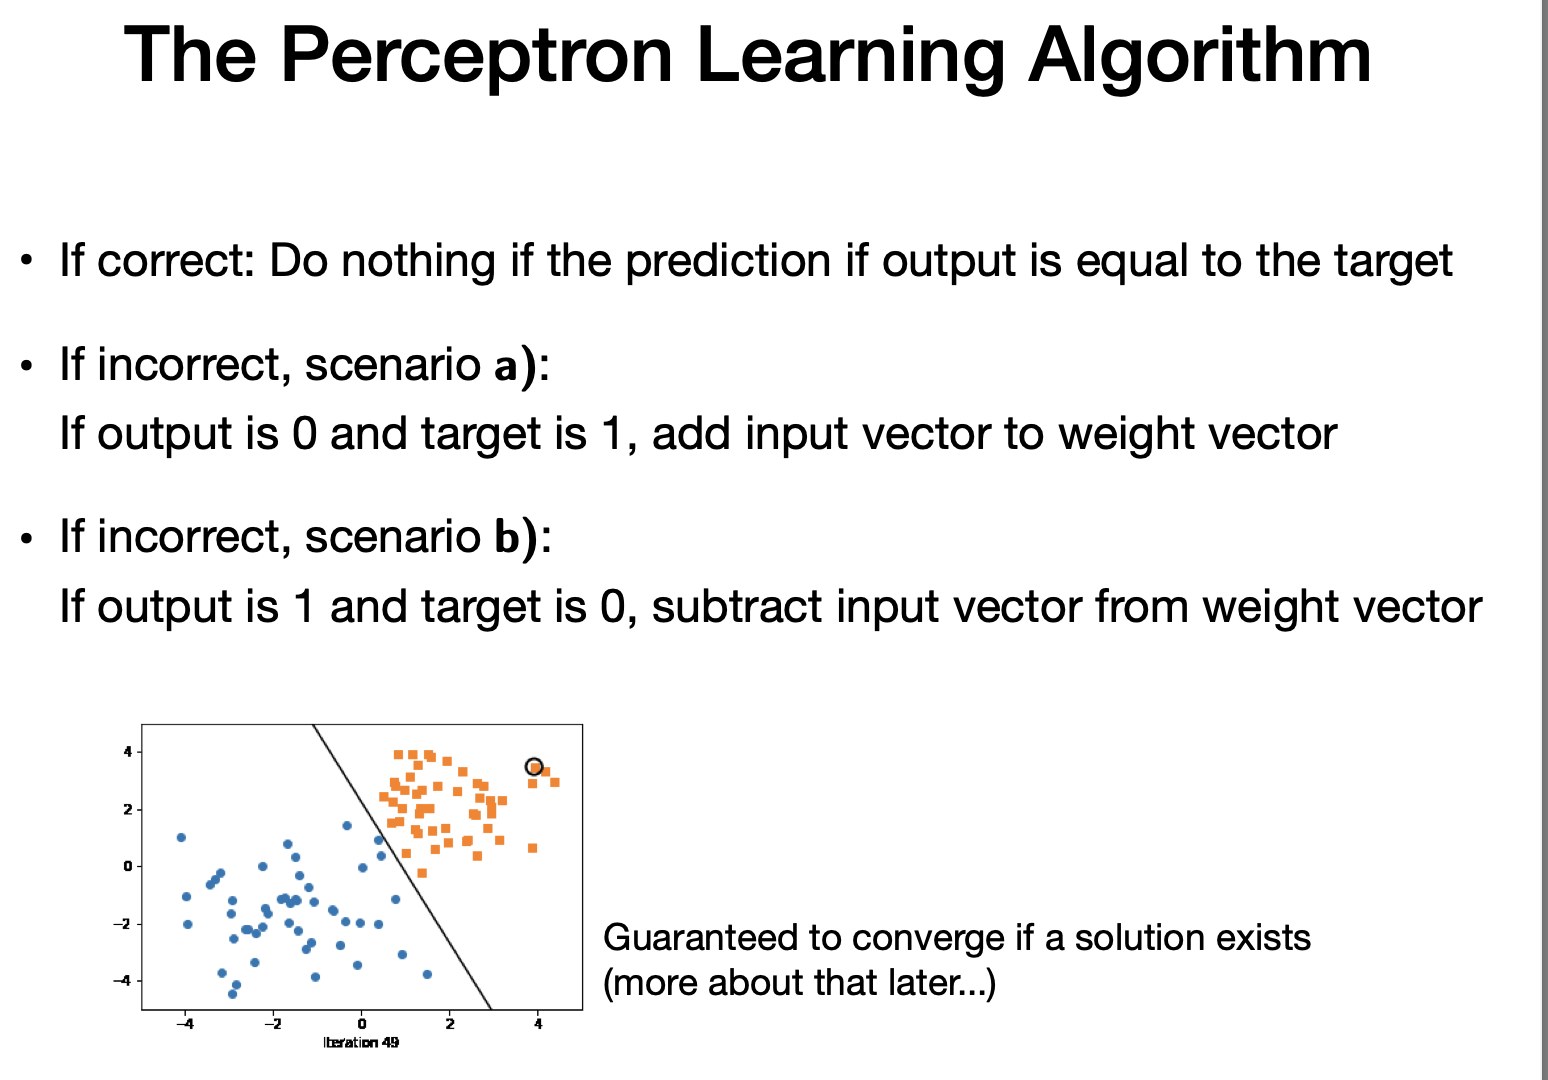 The Perceptron Learning Algorithm
• If correct: Do nothing if the prediction if output is equal to the target
• If incorrect, scenario a):
If output is 0 and target is 1, add input vector to weight vector
• If incorrect, scenario b):
If output is 1 and target is 0, subtract input vector from weight vector
4
2
0
−2
−4
−4 −2 0 2 4
Iteration 49
Guaranteed to converge if a solution exists
(more about that later...)